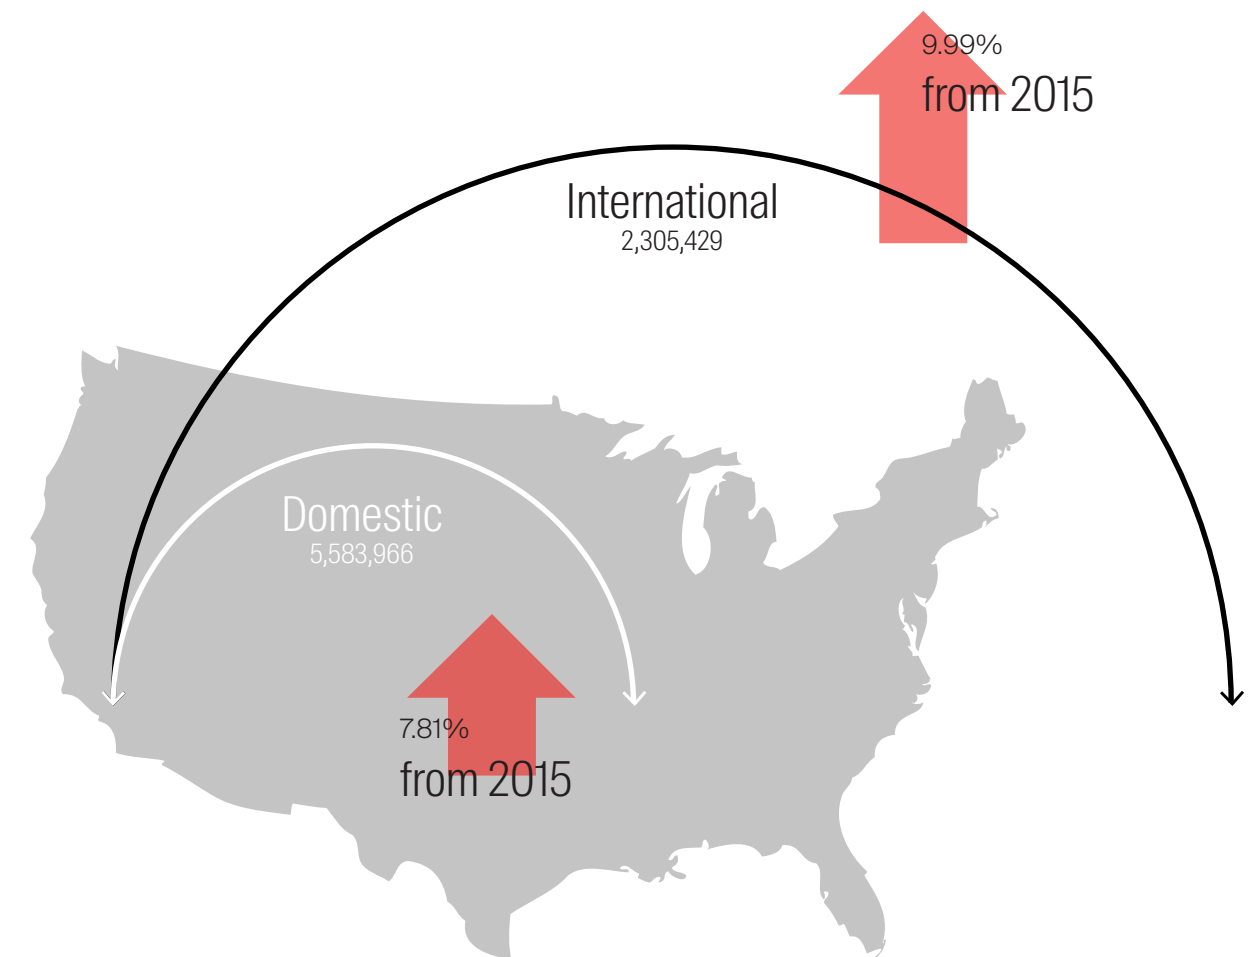 9.99%
from 2015
International
2,305,429
Domestic
5,583,966
7.81%
from 2015